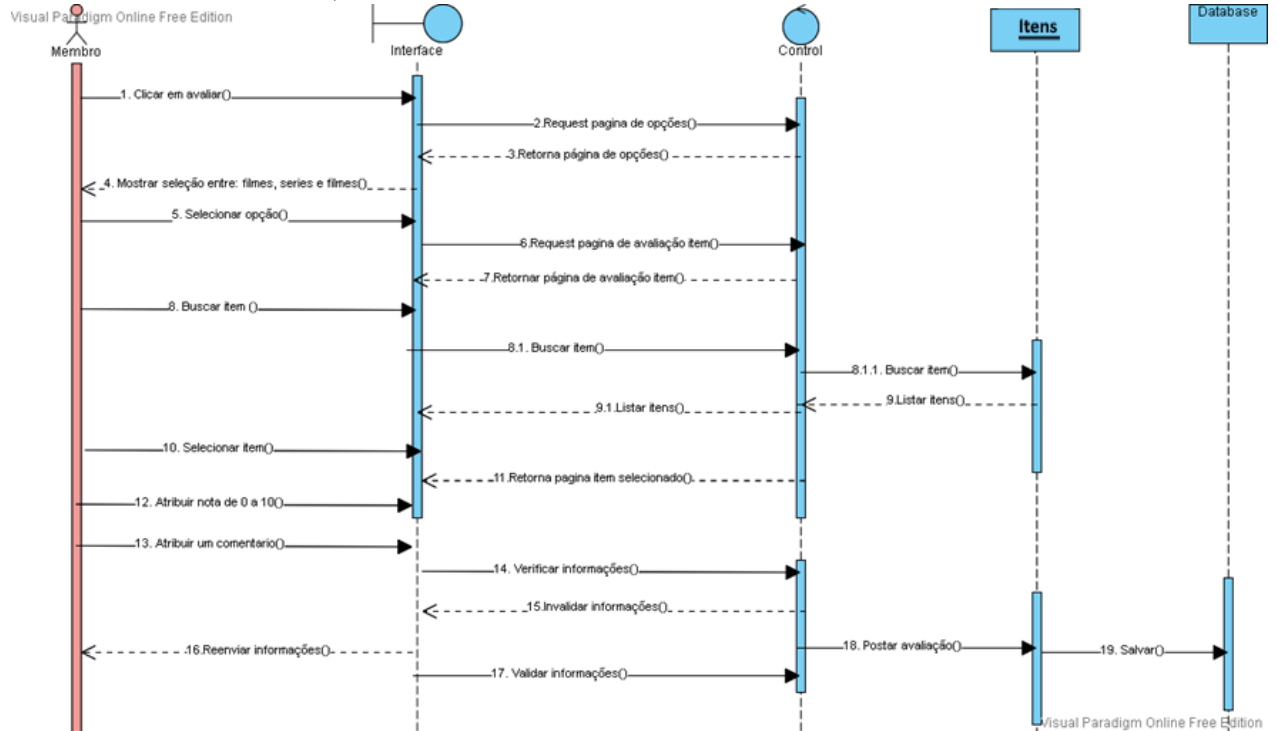 Visual Paradigm Online Free Edition
Membro
Interface
Control
Itens
Database
1. Clicar em avaliar()
2.Request pagina de opções()
3.Retorna página de opções()
4. Mostrar seleção entre: filmes, series e filmes()
5. Selecionar opção()
6.Request pagina de avaliação item()
7.Retornar página de avaliação item()
8. Buscar item ()
8.1. Buscar item()
8.1.1. Buscar item()
9.Listar itens()
9.1.Listar itens()
10. Selecionar item()
11.Retorna pagina item selecionado()
12. Atribuir nota de 0 a 10()
13. Atribuir um comentario()
14. Verificar informações()
15.Invalidar informações()
16.Reenviar informações()
18. Postar avaliação()
19. Salvar()
17. Validar informações()
Visual Paradigm Online Free Edition